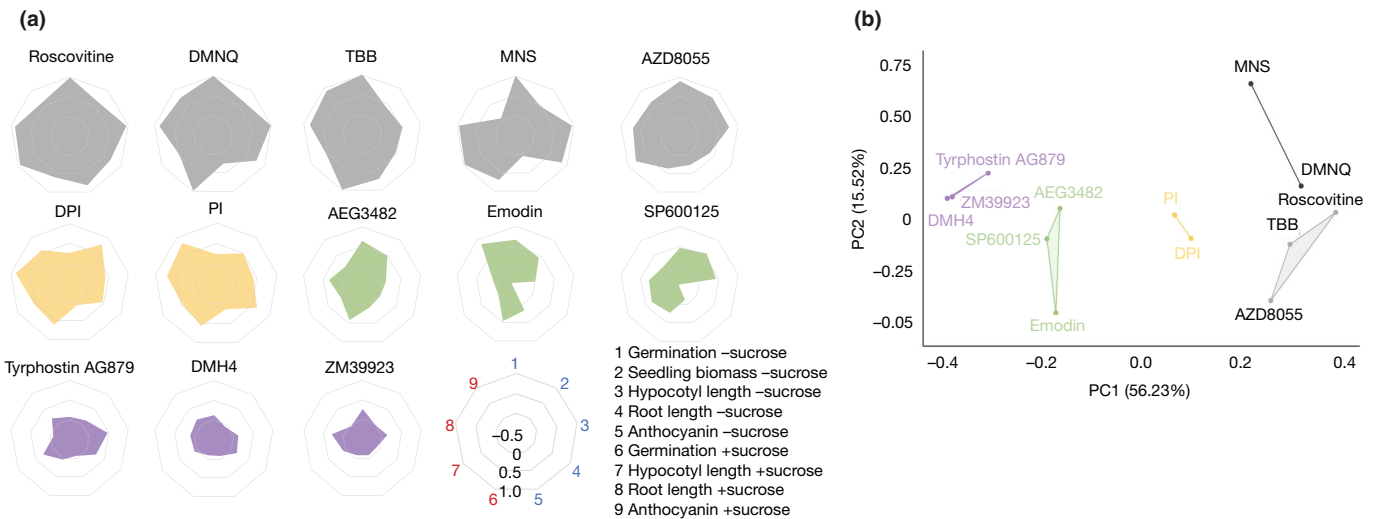 (a)
Roscovitine
DMNQ
TBB
MNS
AZD8055
DPI
PI
AEG3482
Emodin
SP600125
Tyrphostin AG879
DMH4
ZM39923
1
2
3
4
5
6
7
8
9
−0.5
0
0.5
1.0
1 Germination –sucrose
2 Seedling biomass –sucrose
3 Hypocotyl length –sucrose
4 Root length –sucrose
5 Anthocyanin –sucrose
6 Germination +sucrose
7 Hypocotyl length +sucrose
8 Root length +sucrose
9 Anthocyanin +sucrose
(b)
PC2 (15.52%)
0.75
0.50
0.25
0
−0.25
−0.05
MNS
DMNQ
Roscovitine
TBB
AZD8055
Tyrphostin AG879
ZM39923
DMH4
AEG3482
SP600125
Emodin
PI
DPI
−0.4
−0.2
0.0
0.2
0.4
PC1 (56.23%)